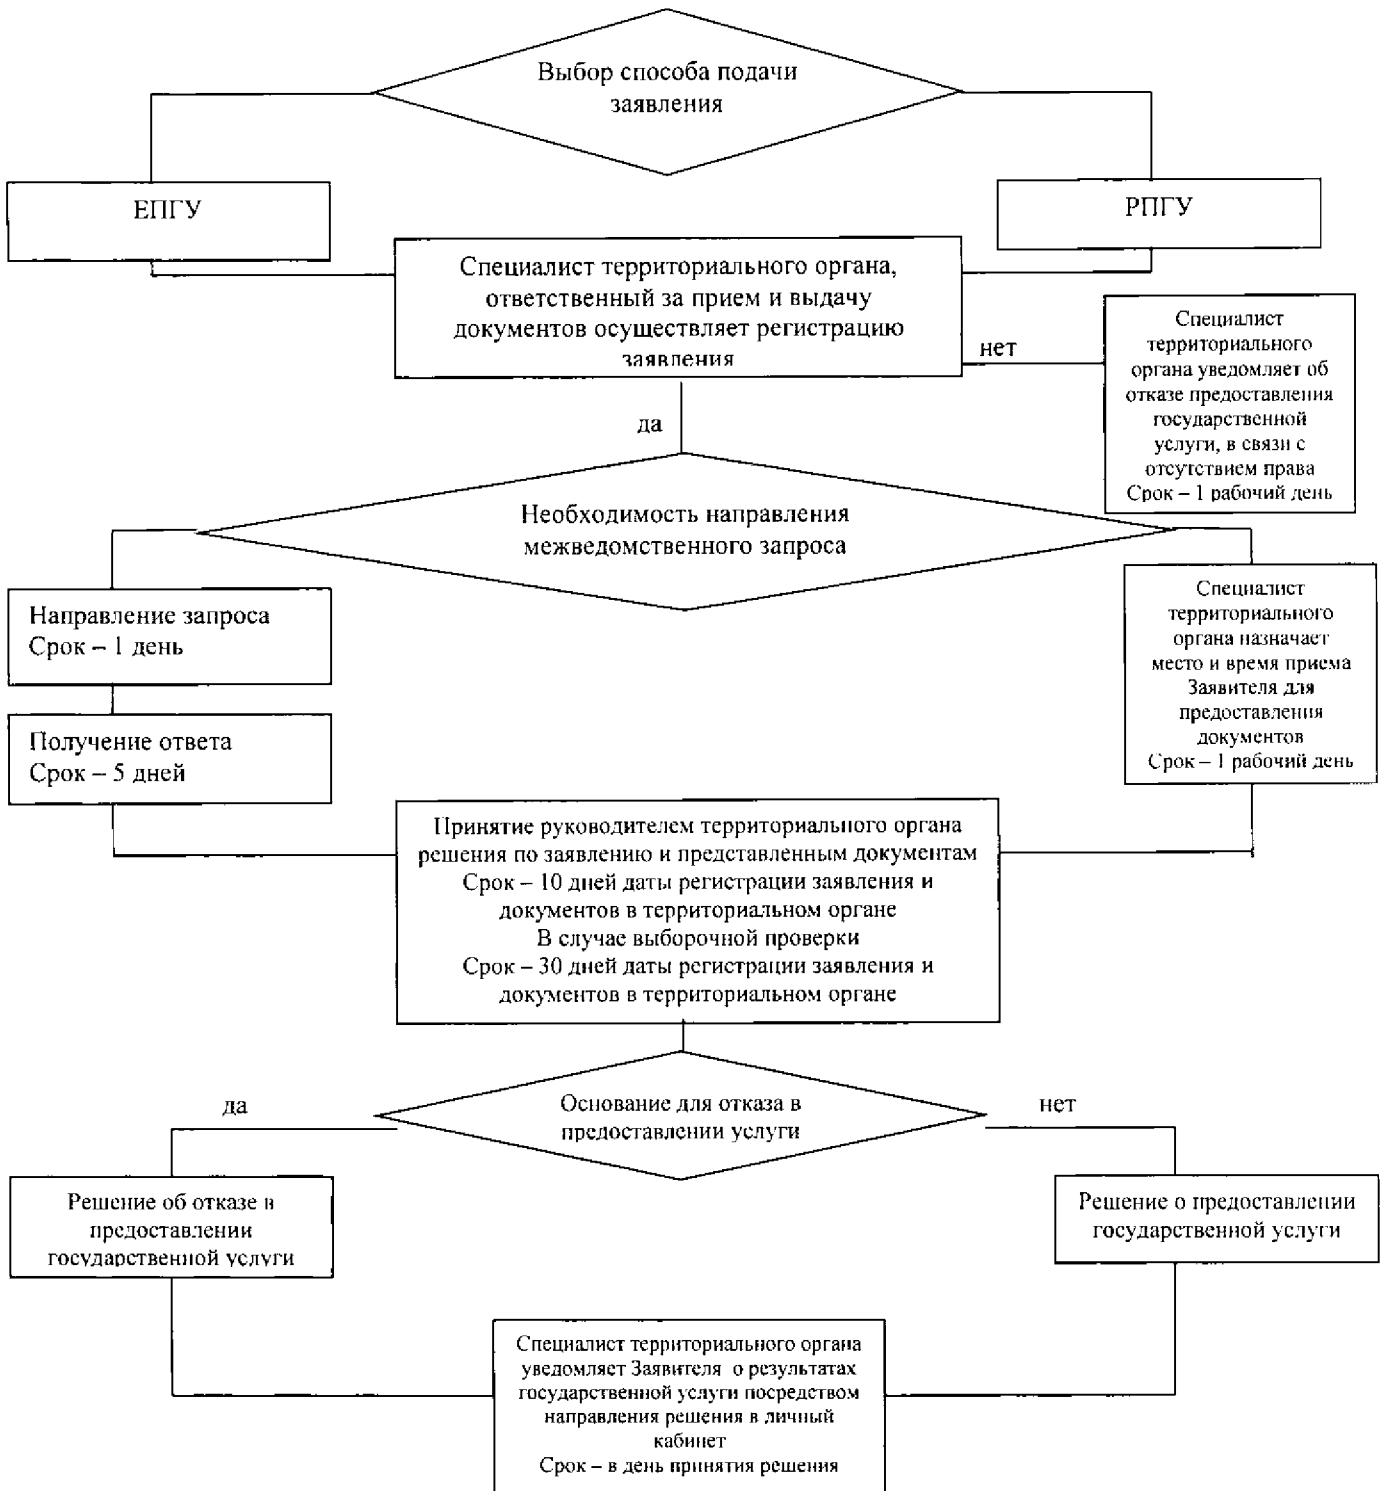 Выбор способа подачи
заявления
ЕПГУ
РПГУ
Специалист территориального органа,
ответственный за прием и выдачу
документов осуществляет регистрацию
заявления
нет
Специалист
территориального
органа уведомляет об
отказе предоставления
государственной
услуги, в связи с
отсутствием права
Срок – 1 рабочий день
да
Необходимость направления
межведомственного запроса
Направление запроса
Срок – 1 день
Получение ответа
Срок – 5 дней
Специалист
территориального
органа назначает
место и время приема
Заявителя для
предоставления
документов
Срок – 1 рабочий день
Принятие руководителем территориального органа
решения по заявлению и представленным документам
Срок – 10 дней даты регистрации заявления и
документов в территориальном органе
В случае выборочной проверки
Срок – 30 дней даты регистрации заявления и
документов в территориальном органе
да
Основание для отказа в
предоставлении услуги
нет
Решение об отказе в
предоставлении
государственной услуги
Решение о предоставлении
государственной услуги
Специалист территориального органа
уведомляет Заявителя о результатах
государственной услуги посредством
направления решения в личный
кабинет
Срок – в день принятия решения